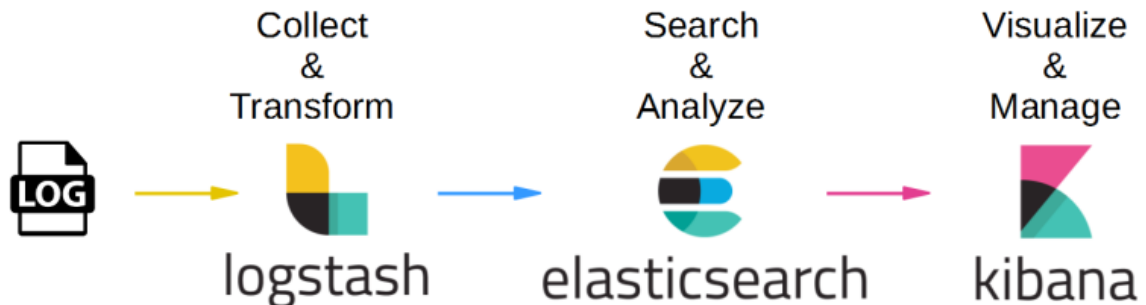 Collect
&
Transform
Search
&
Analyze
Visualize
&
Manage
LOG
logstash
elasticsearch
kibana